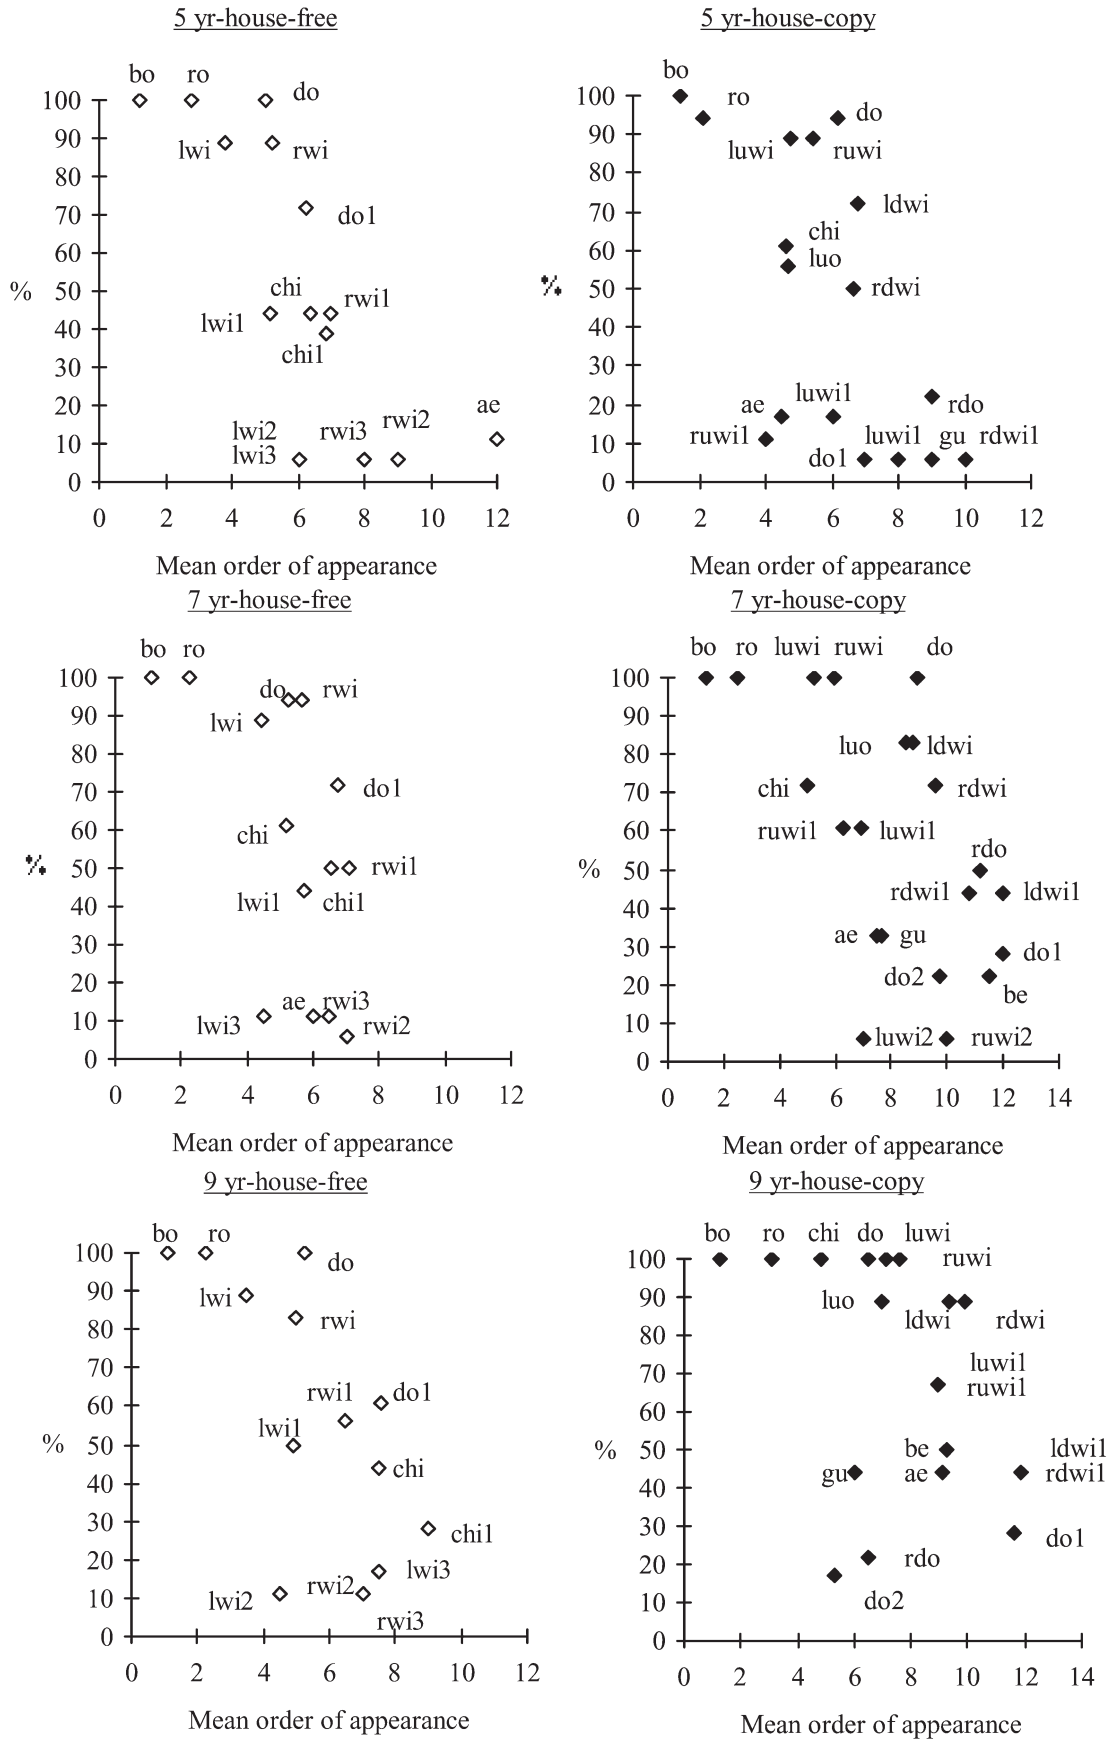 5 yr-house-free
bo ro do
100
90
lwi rwi
80
70
do1
60
%
50
chi rwi1
lwi1
40
chi1
30
20
ae
lwi2 rwi3 rwi2
10
lwi3
0
0 2 4 6 8 10 12
Mean order of appearance
5 yr-house-copy
bo
100
ro do
90
luwi ruwi
80
70
ldwi
60
chi
luo
%
50
rdwi
40
30
20
luwi1
ae rdo
10
ruwi1 luwi1 gu rdwi1
do1
0
0 2 4 6 8 10 12
Mean order of appearance
7 yr-house-free
bo ro
100
do rwi
90
lwi
80
70
do1
60
chi
%
50
rwi1
40
lwi1 chi1
30
20
ae rwi3
10
lwi3 rwi2
0
0 2 4 6 8 10 12
Mean order of appearance
7 yr-house-copy
bo ro luwi ruwi do
100
90
80
luo ldwi
70
chi rdwi
60
ruwi1 luwi1
%
50
rdo
rdwi1 ldwi1
40
30
ae gu
do1
20
do2
be
10
luwi2 ruwi2
0
0 2 4 6 8 10 12 14
Mean order of appearance
9 yr-house-free
bo ro
100
do
90
lwi
80
rwi
70
60
rwi1 do1
%
50
lwi1
40
chi
30
chi1
20
lwi3
10
lwi2 rwi2
rwi3
0
0 2 4 6 8 10 12
Mean order of appearance
9 yr-house-copy
bo ro chi do luwi
100
ruwi
90
luo
ldwi rdwi
80
70
luwi1
ruwi1
60
%
50
be ldwi1
gu ae rdwi1
40
30
do1
20
rdo
do2
10
0
0 2 4 6 8 10 12 14
Mean order of appearance